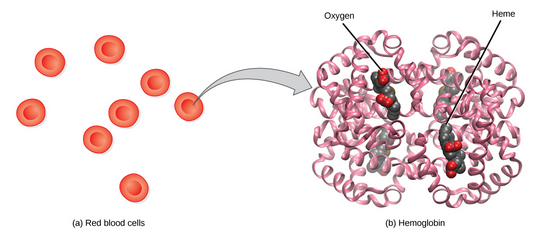 Oxygen
Heme
(a) Red blood cells
(b) Hemoglobin